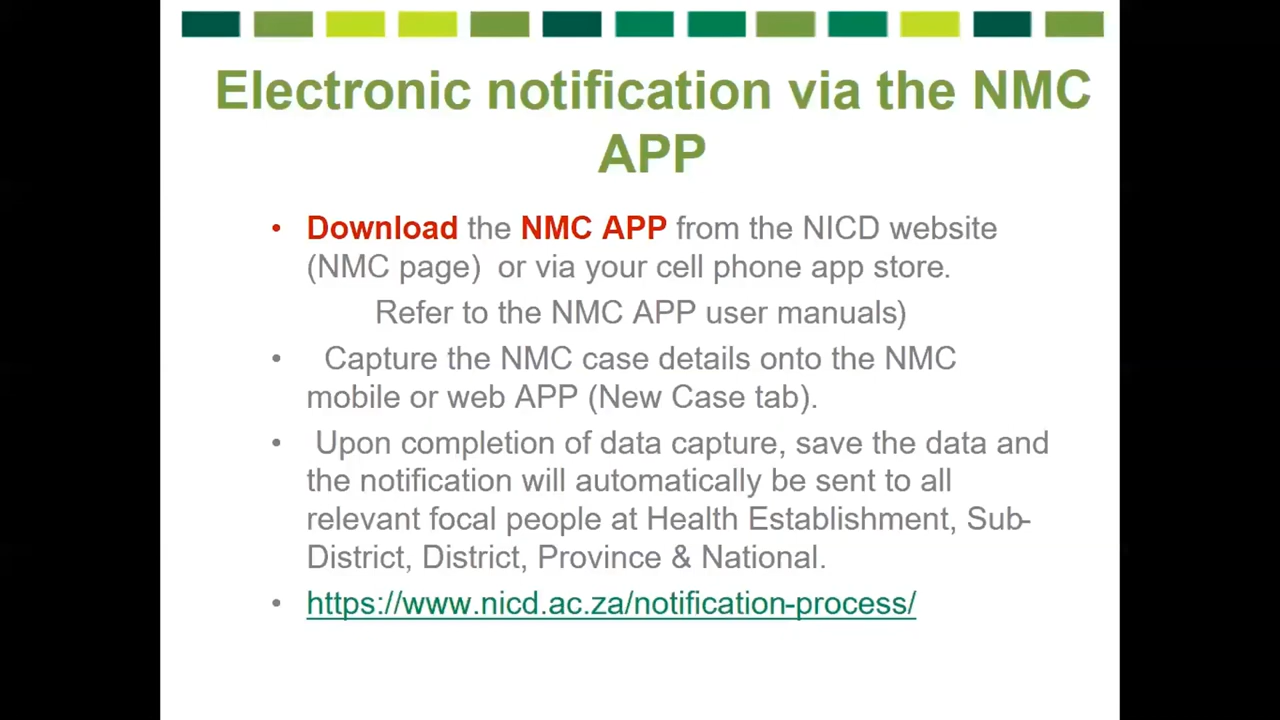 Electronic notification via the NMC
APP
• Download the NMC APP from the NICD website
(NMC page) or via your cell phone app store.
Refer to the NMC APP user manuals)
• Capture the NMC case details onto the NMC
mobile or web APP (New Case tab).
• Upon completion of data capture, save the data and
the notification will automatically be sent to all
relevant focal people at Health Establishment, Sub-
District, District, Province & National.
• https://www.nicd.ac.za/notification-process/